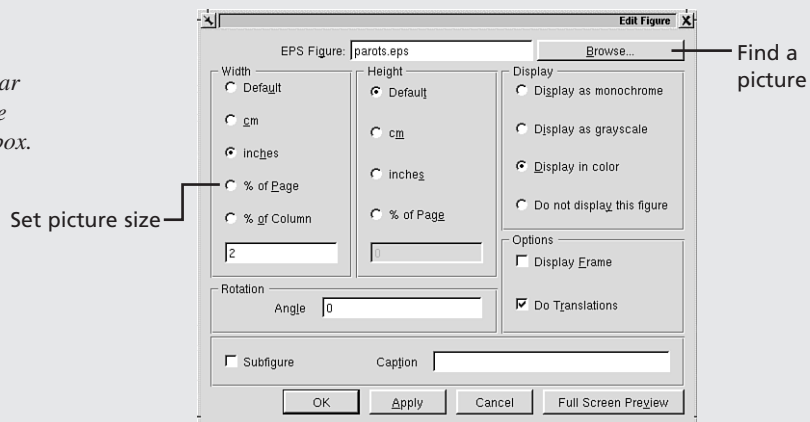 Edit Figure
EPS Figure: parots.eps Browse...
Find a
picture
ar
e
box.
Width
Default
cm
inches
% of Page
% of Column
2
Set picture size
Height
Default
cm
inches
% of Page
0
Display
Display as monochrome
Display as grayscale
Display in color
Do not display this figure
Options
Display Frame
Do Translations
Rotation
Angle 0
Subfigure Caption
OK Apply Cancel Full Screen Preview